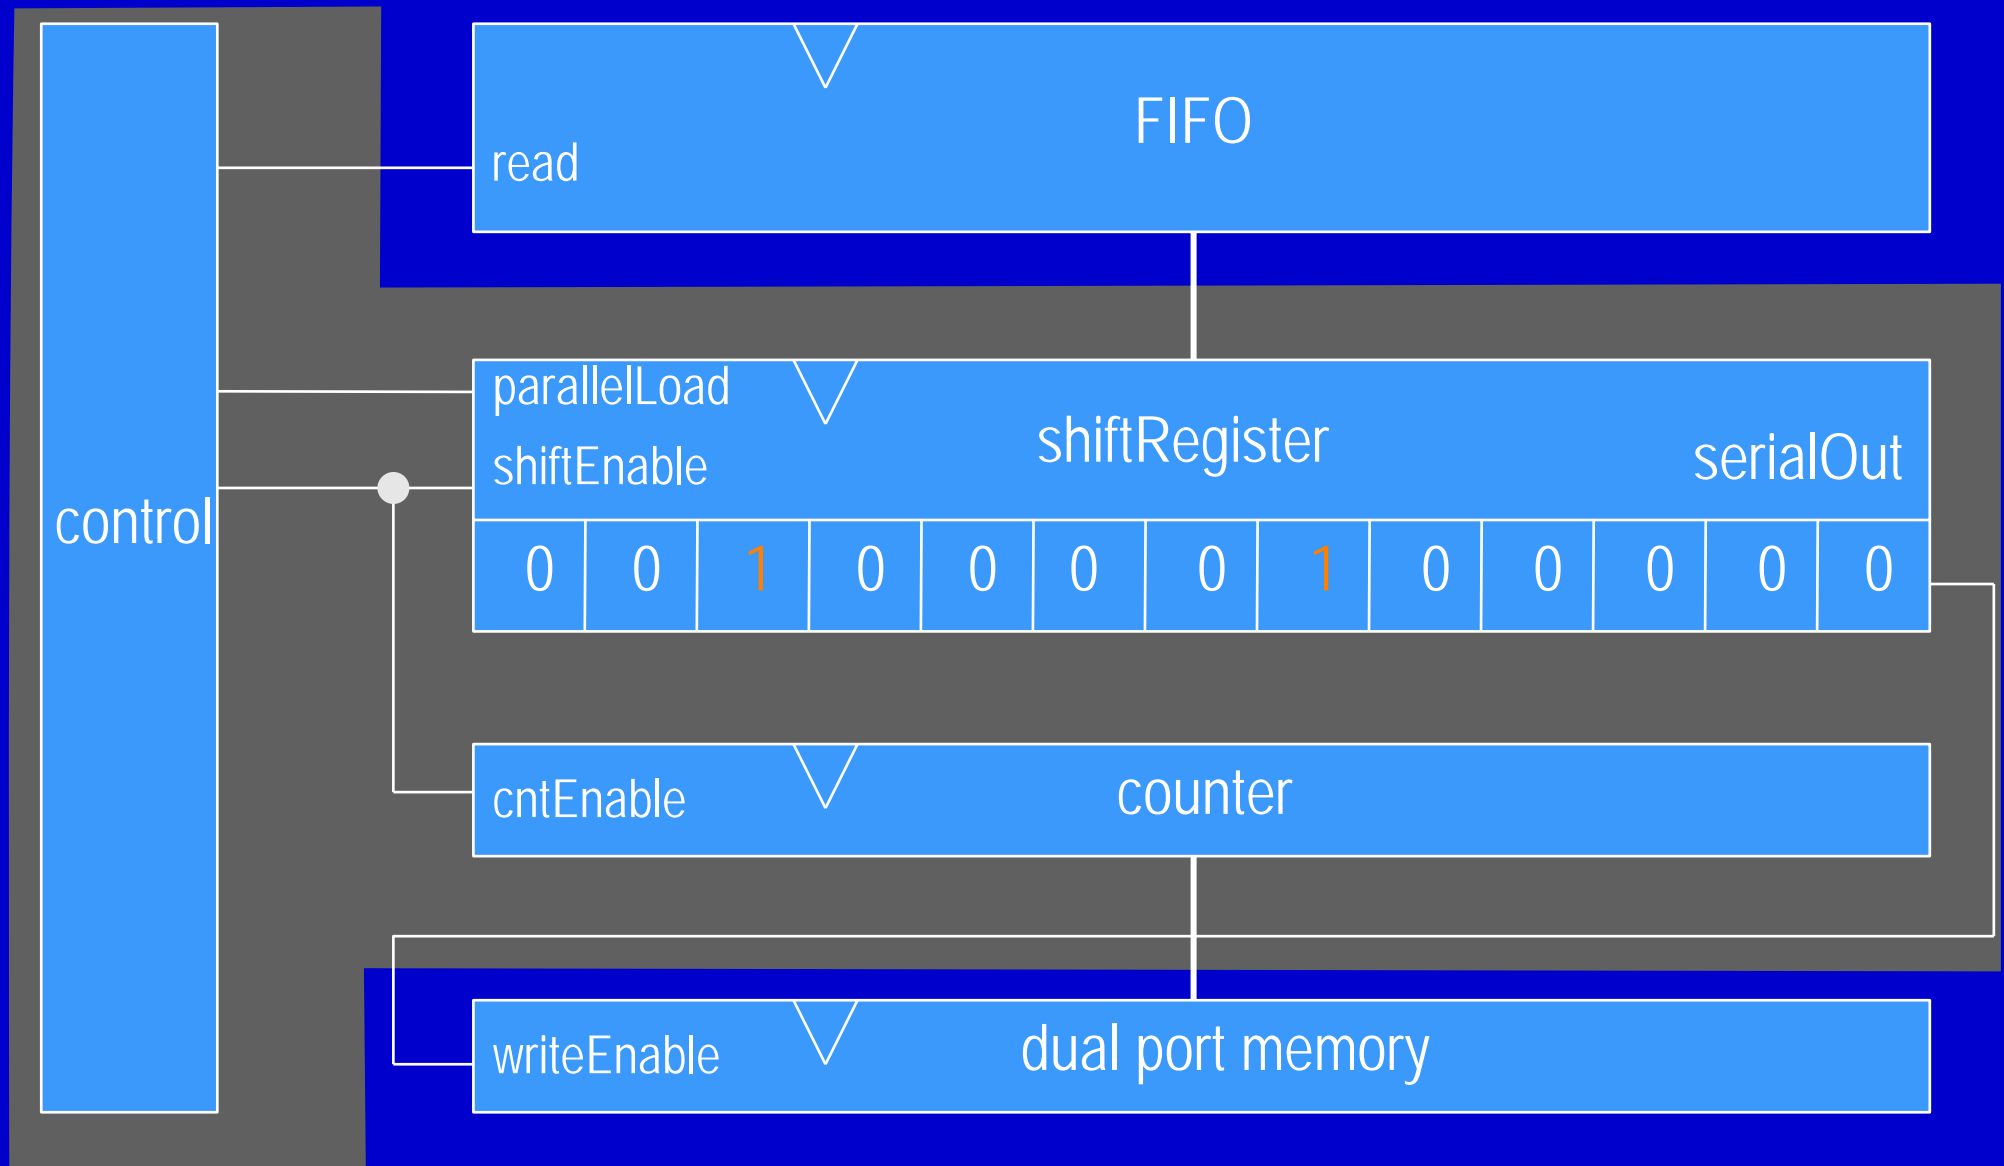 FIFO
read
parallelLoad
shiftRegister
shiftEnable
serialOut
control
0 0 1 0 0 0 0 1 0 0 0 0 0
cntEnable
counter
writeEnable
dual port memory